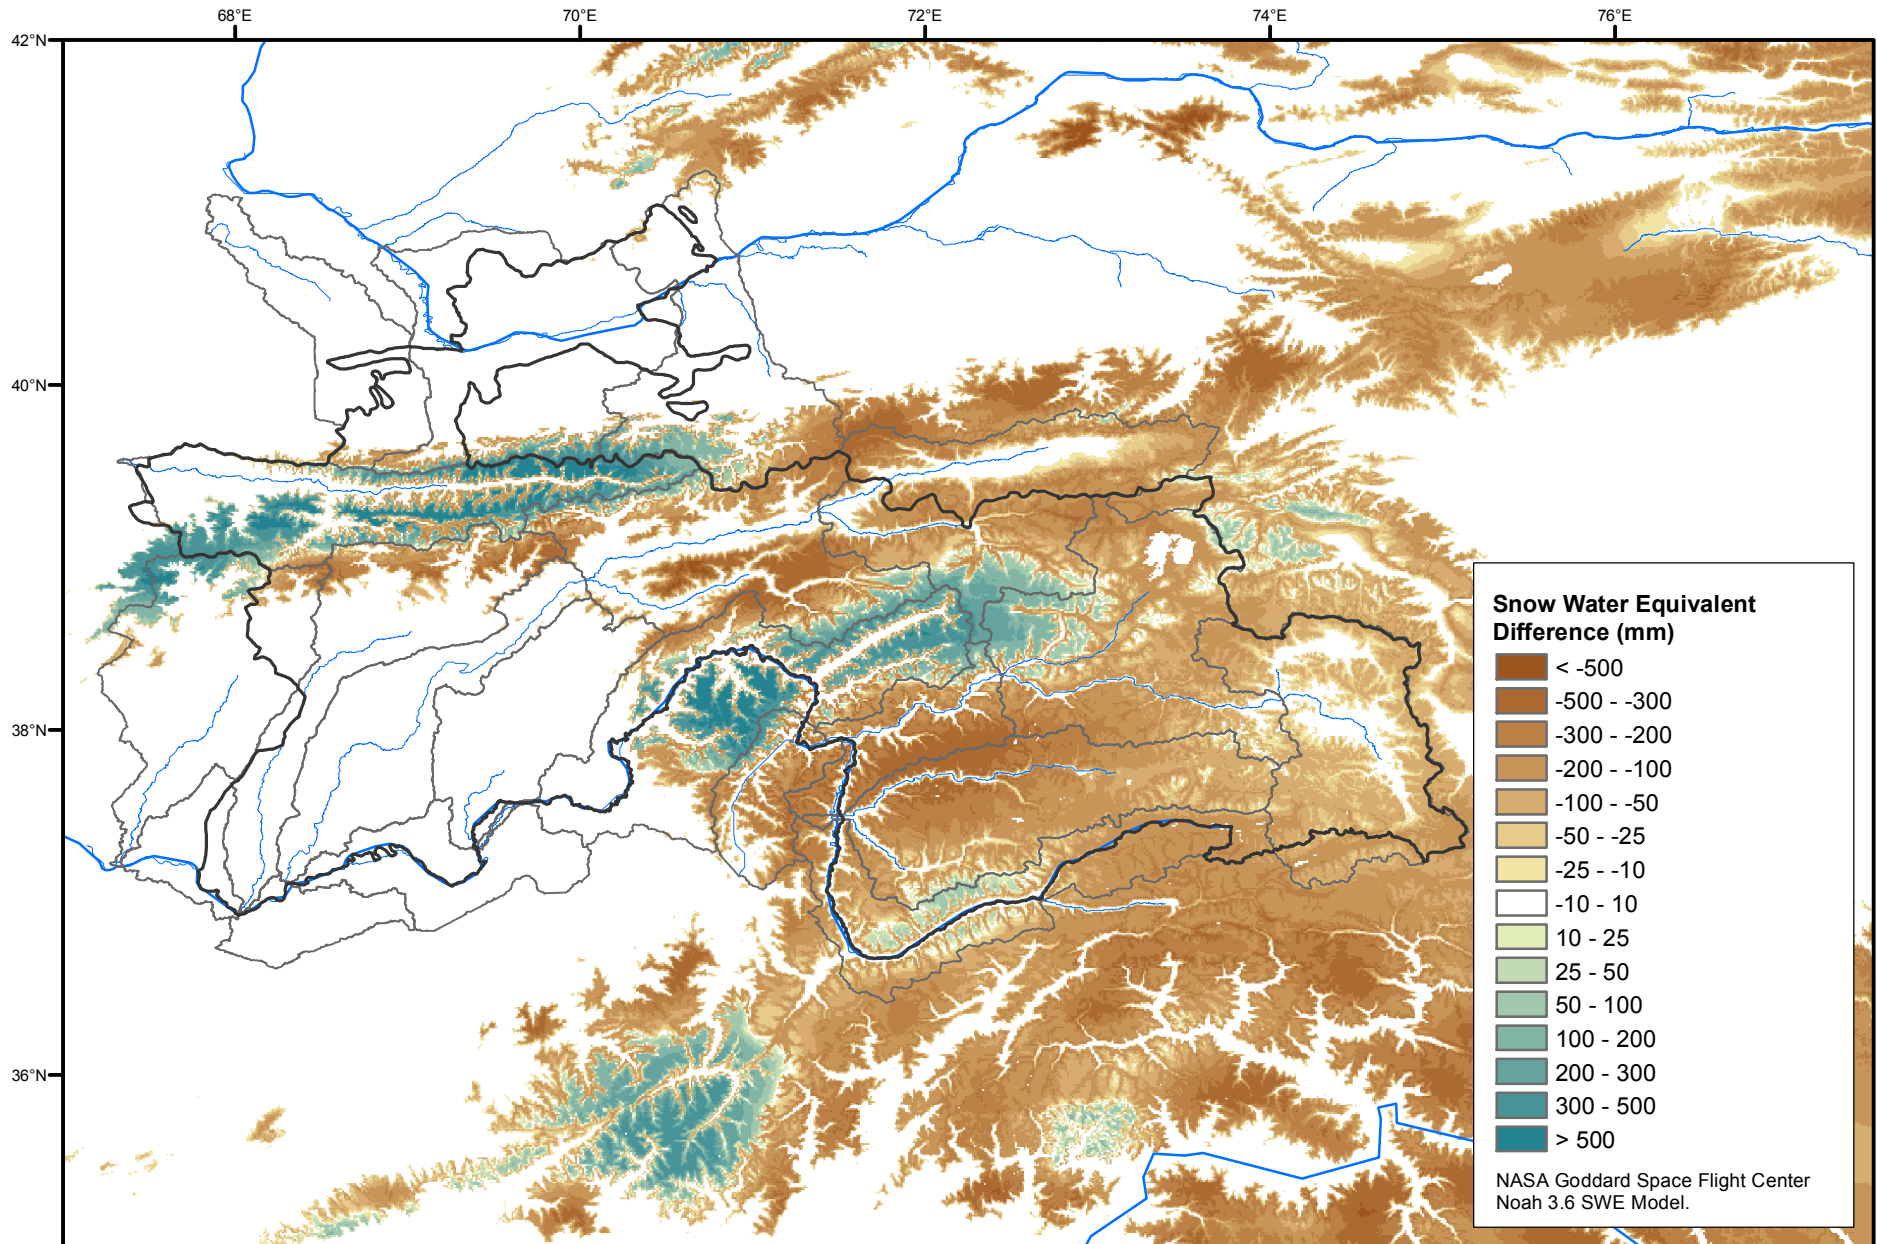 68°E 70°E 72°E 74°E 76°E
42°N
40°N
38°N
36°N
Snow Water Equivalent
Difference (mm)
< -500
-500 - -300
-300 - -200
-200 - -100
-100 - -50
-50 - -25
-25 - -10
-10 - 10
10 - 25
25 - 50
50 - 100
100 - 200
200 - 300
300 - 500
> 500
NASA Goddard Space Flight Center
Noah 3.6 SWE Model.